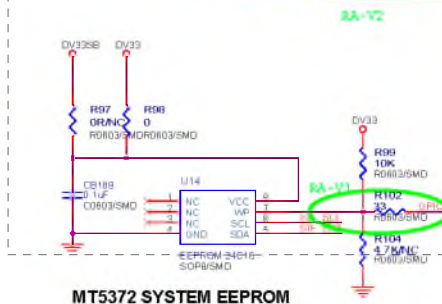 RA-V2
DV33SB DV33
R97 R98
0R/NC 0
R0603/SMD R0603/SMD
DV33
R99
10K
R0603/SMD
CB189
0.1uF
C0603/SMD
U14
NC VCC 8
NC WP 7
NC SCL 6
GND SDA 5
1
2
3
4
EEPROM 24C16
SOP8/SMD
RA-V1
R102
33
R0603/SMD
GPIO
R104
4.7K/NC
R0603/SMD
MT5372 SYSTEM EEPROM